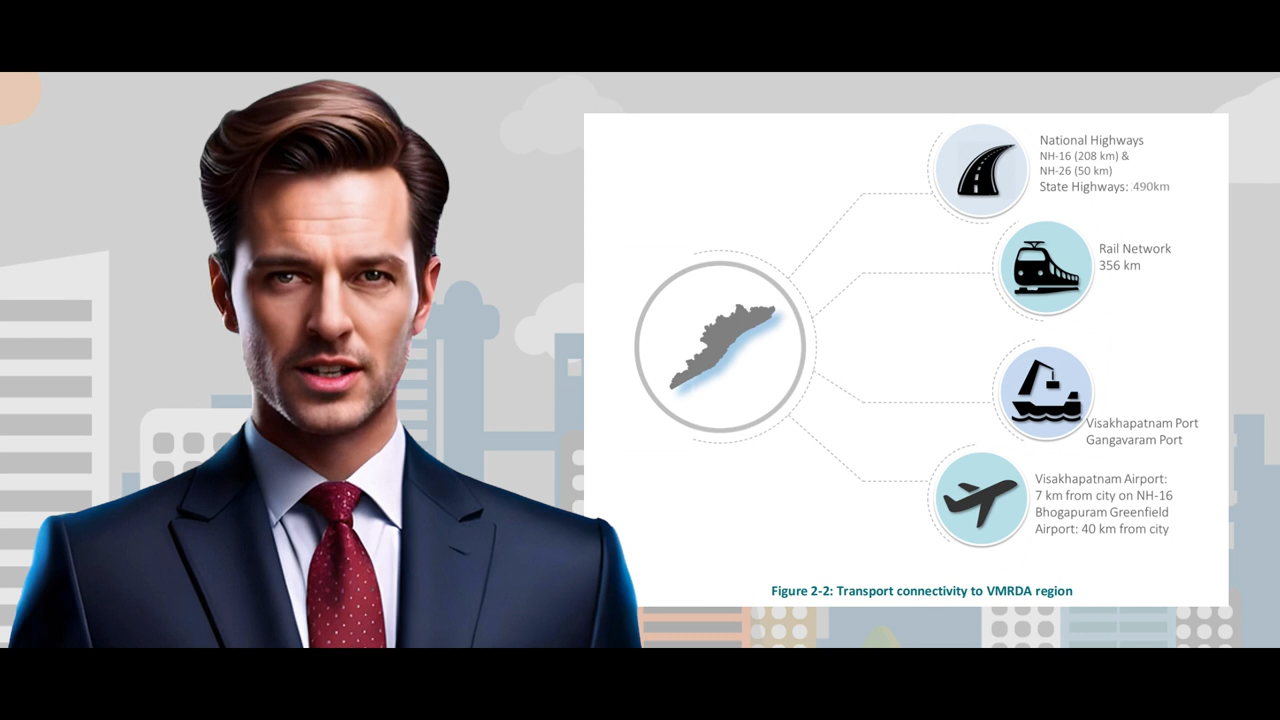 National Highways
NH-16 (208 km) &
NH-26 (50 km)
State Highways: 490km
Rail Network
356 km
Visakhapatnam Port
Gangavaram Port
Visakhapatnam Airport:
7 km from city on NH-16
Bhogapuram Greenfield
Airport: 40 km from city
Figure 2-2: Transport connectivity to VMRDA region